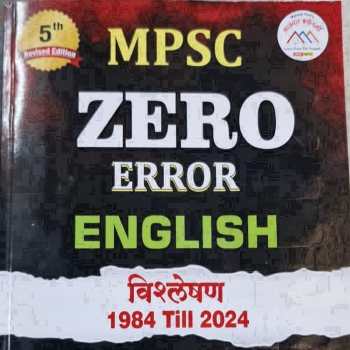 5th
Revised Edition
MPSC
ZERO
ERROR
ENGLISH
विश्लेषण
1984 Till 2024